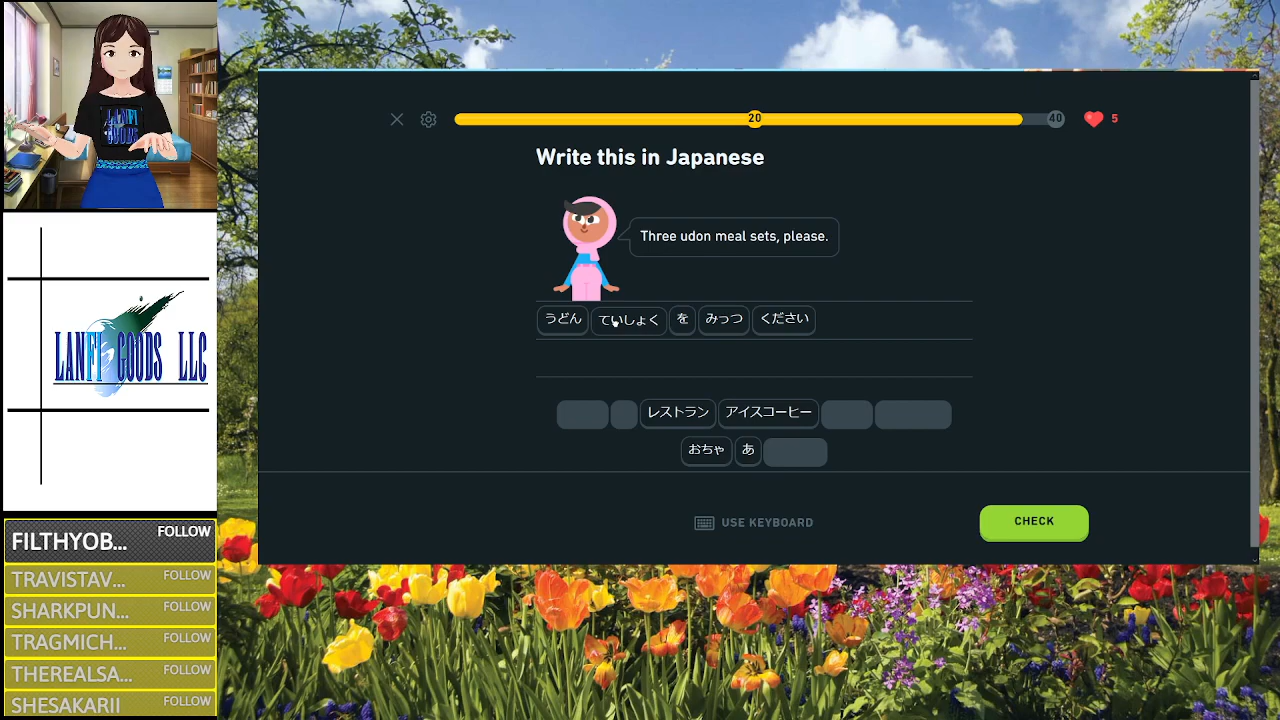 LANFI
GOODS
20
40
5
Write this in Japanese
Three udon meal sets, please.
うどん ていしょく を みっつ ください
レストラン アイスコーヒー
おちゃ あ
USE KEYBOARD
CHECK
LANFI GOODS LLC
FILTHYOB... FOLLOW
TRAVISTAV... FOLLOW
SHARKPUN... FOLLOW
TRAGMICH... FOLLOW
THEREALSA... FOLLOW
SHESAKARII FOLLOW